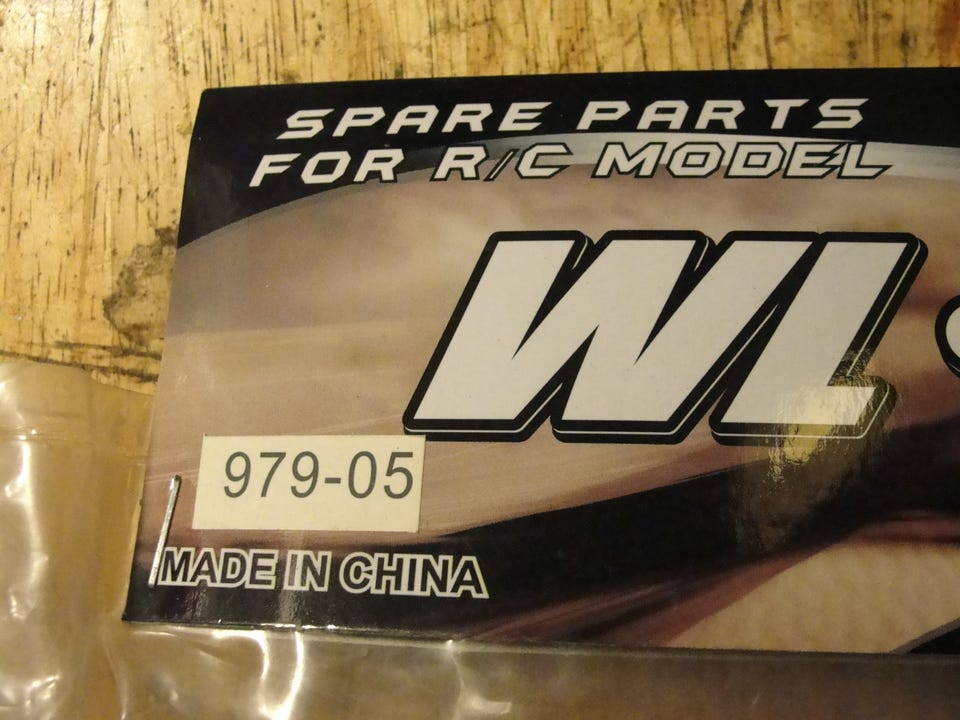 SPARE PARTS
FOR R/C MODEL
WL
979-05
MADE IN CHINA